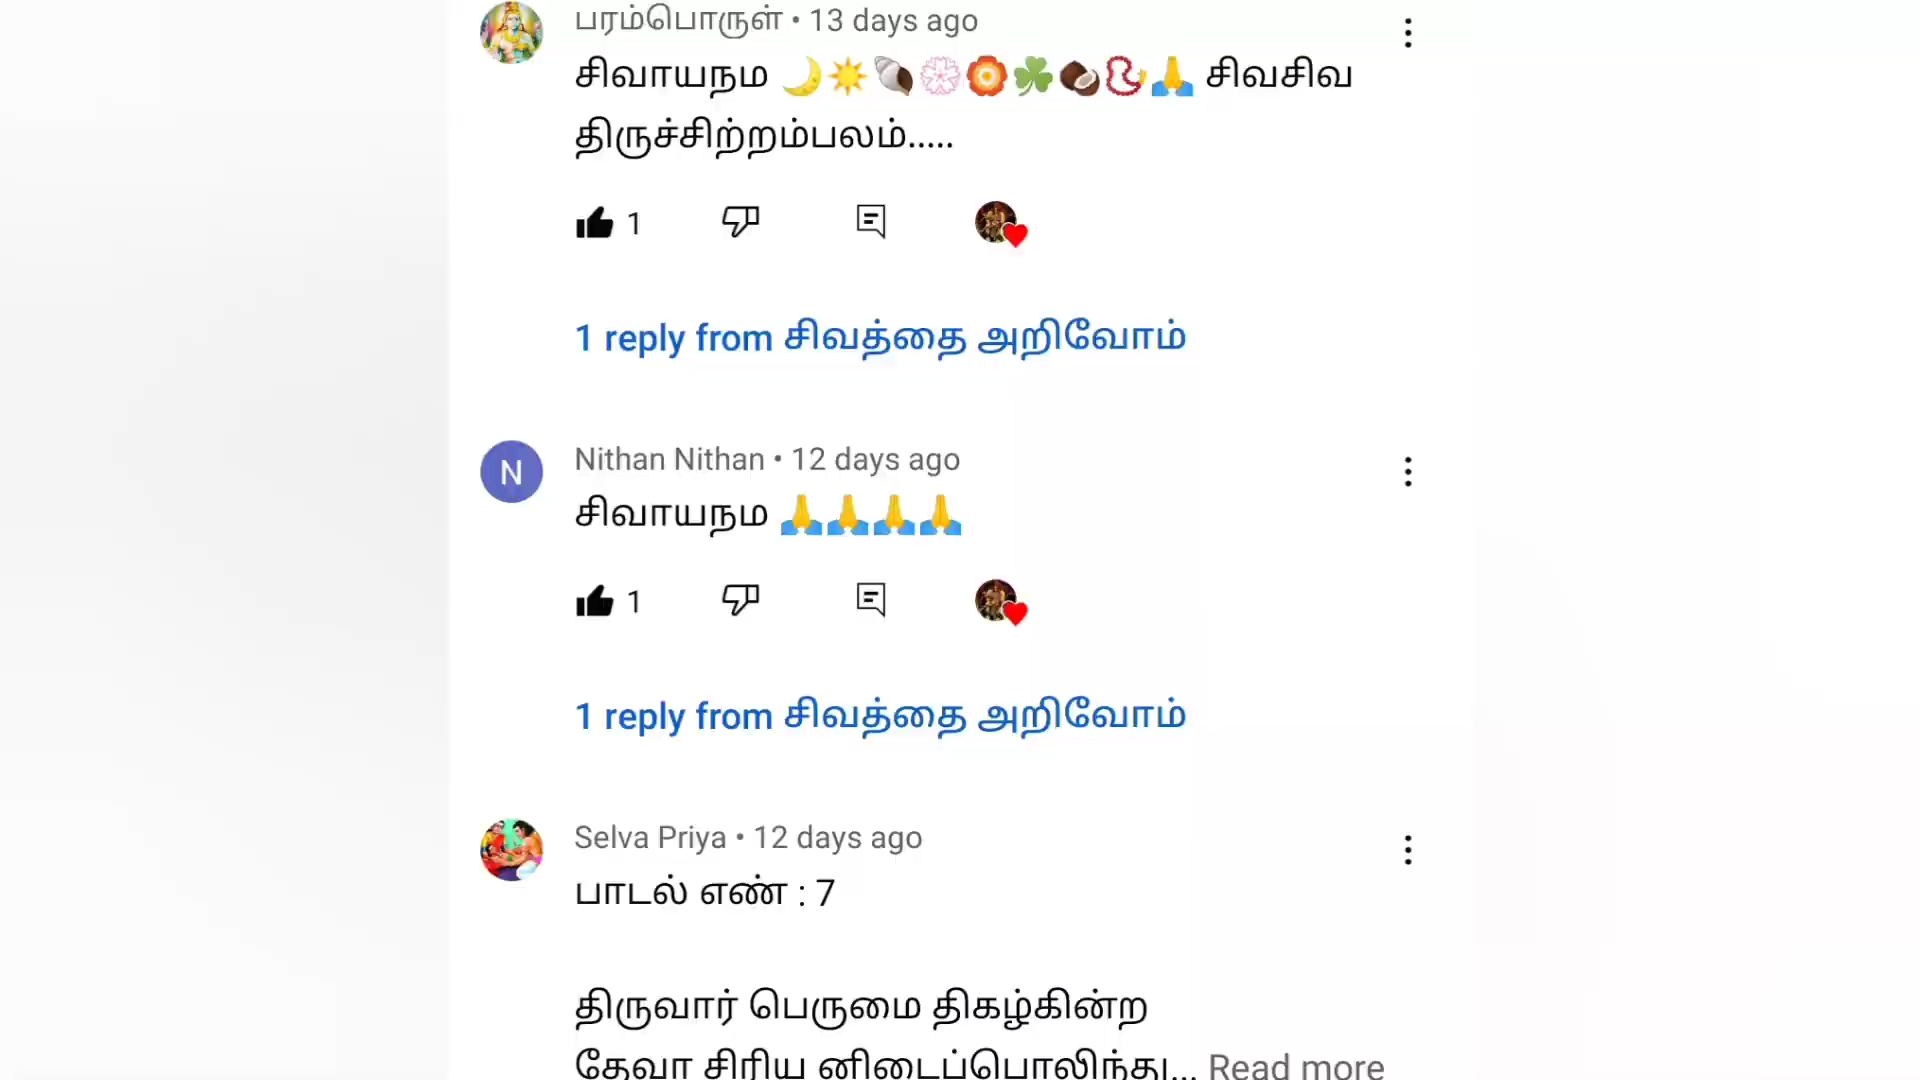 பரம்பொருள் • 13 days ago
சிவாயநம 🌙☀️🐚🌸🏵️☘️🥥📿🙏 சிவசிவ
திருச்சிற்றம்பலம்.....
1
1 reply from சிவத்தை அறிவோம்
N
Nithan Nithan • 12 days ago
சிவாயநம 🙏🙏🙏🙏
1
1 reply from சிவத்தை அறிவோம்
Selva Priya • 12 days ago
பாடல் எண் : 7
திருவார் பெருமை திகழ்கின்ற
தேவா சிரிய னிடைப்பொலிந்து... Read more